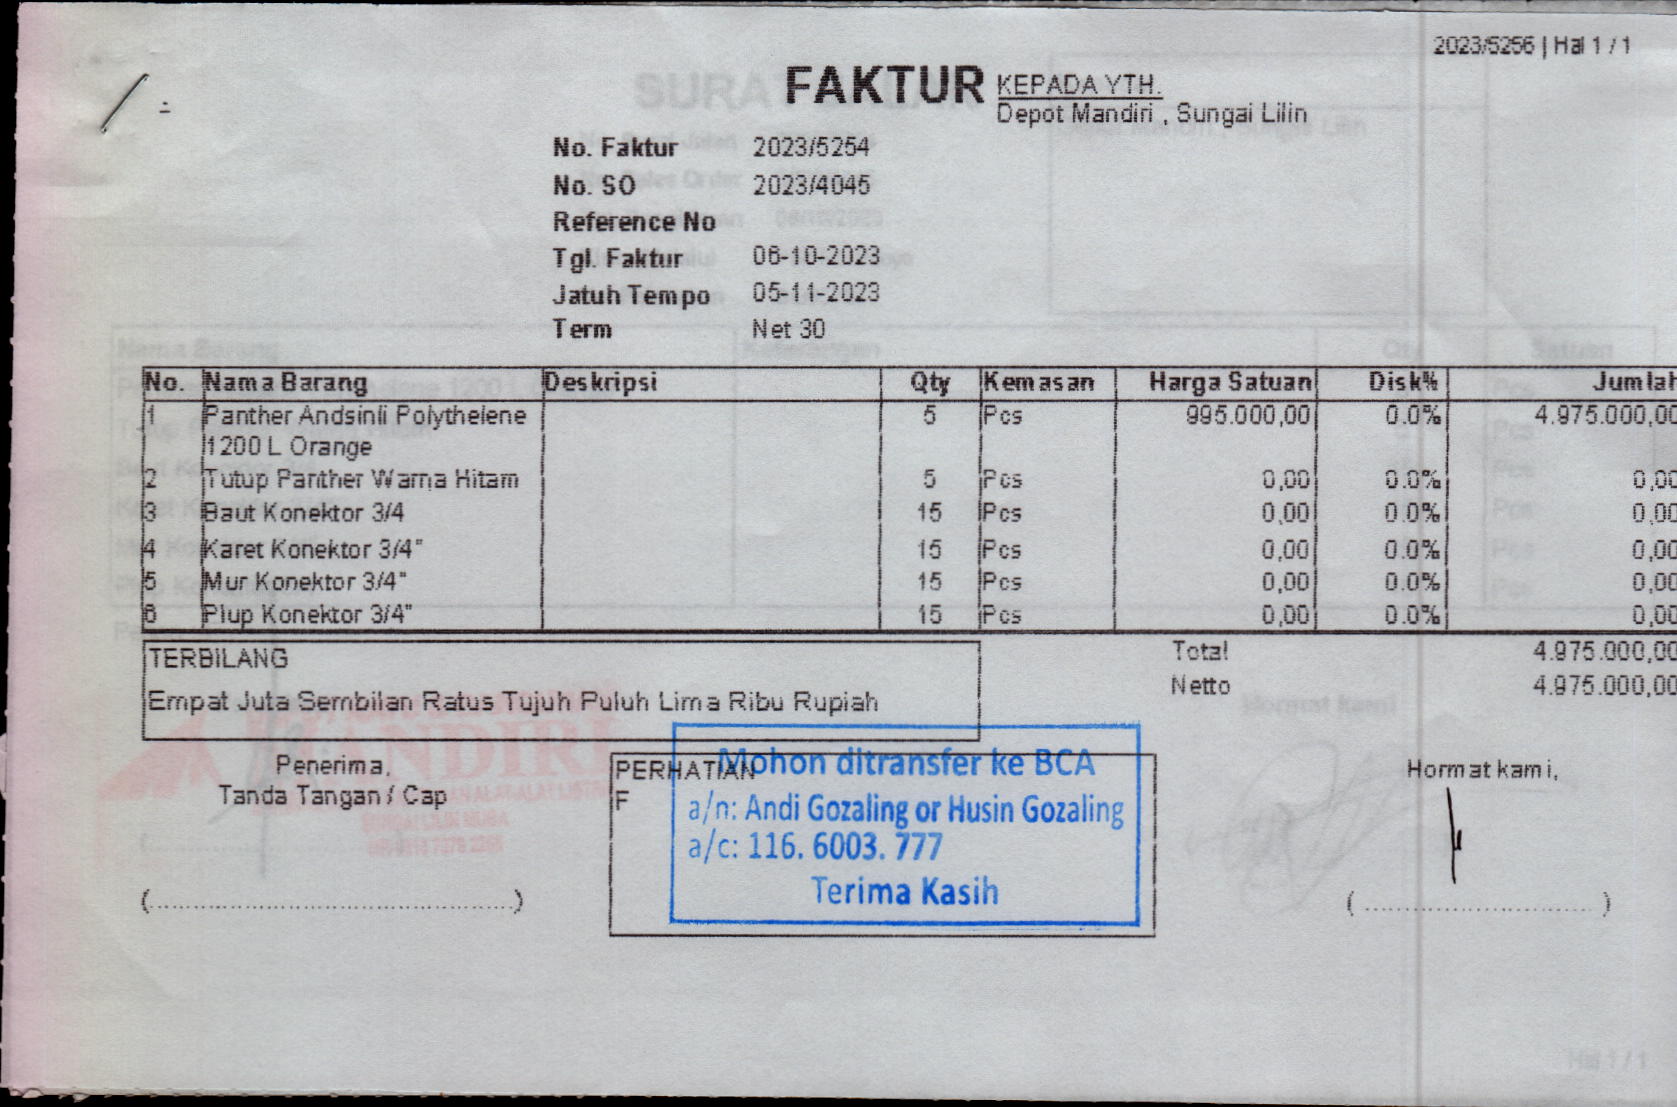 2023/5256 | Hal 1 / 1
FAKTUR
KEPADA YTH.
Depot Mandiri , Sungai Lilin
No. Faktur 2023/5254
No. SO 2023/4045
Reference No
Tgl. Faktur 06-10-2023
Jatuh Tempo 05-11-2023
Term Net 30
No. Nama Barang Deskripsi Qty Kemasan Harga Satuan Disk% Jumlah
1 Panther Andsinli Polythelene 5 Pcs 995.000,00 0.0% 4.975.000,00
1200 L Orange
2 Tutup Panther Warna Hitam 5 Pcs 0,00 0.0% 0,00
3 Baut Konektor 3/4 15 Pcs 0,00 0.0% 0,00
4 Karet Konektor 3/4" 15 Pcs 0,00 0.0% 0,00
5 Mur Konektor 3/4" 15 Pcs 0,00 0.0% 0,00
6 Plup Konektor 3/4" 15 Pcs 0,00 0.0% 0,00
TERBILANG
Empat Juta Sembilan Ratus Tujuh Puluh Lima Ribu Rupiah
Total 4.975.000,00
Netto 4.975.000,00
Penerima,
Tanda Tangan / Cap
(..............................................)
PERHATIAN
F
Mohon ditransfer ke BCA
a/n: Andi Gozaling or Husin Gozaling
a/c: 116. 6003. 777
Terima Kasih
Hormat kami,
( ............................. )